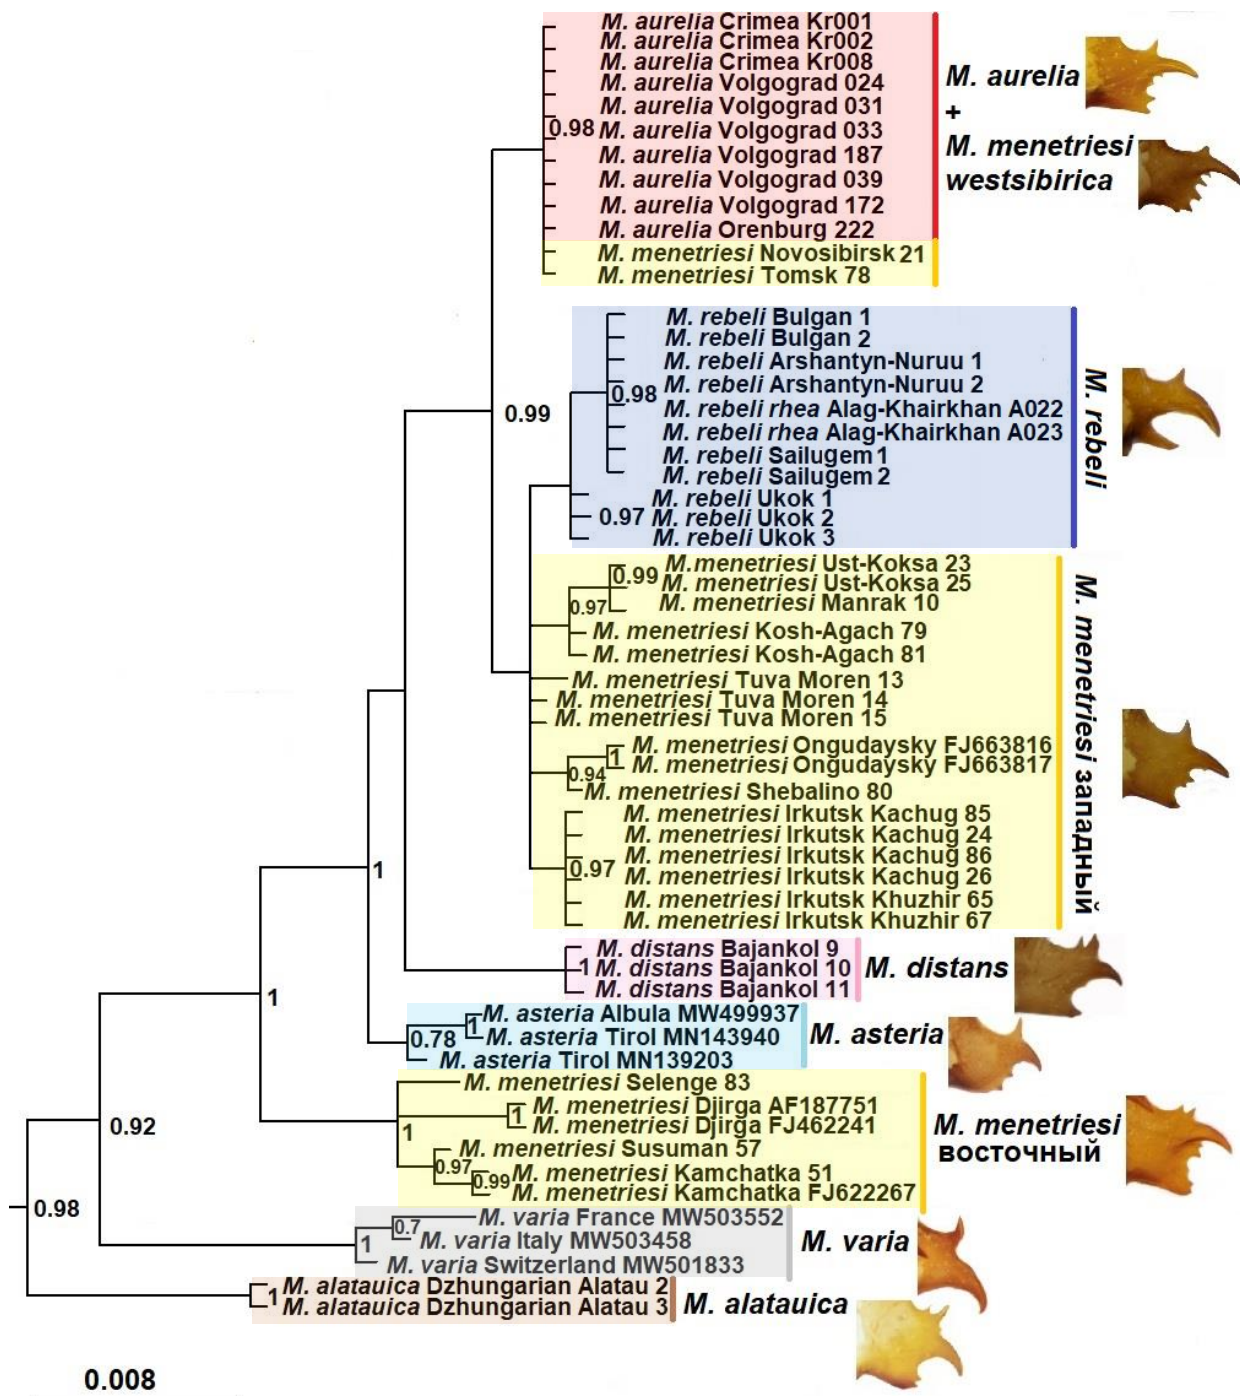 M. aurelia Crimea Kr001
M. aurelia Crimea Kr002
M. aurelia Crimea Kr008
M. aurelia Volgograd 024
M. aurelia Volgograd 031
M. aurelia Volgograd 033
0.98
M. aurelia Volgograd 187
M. aurelia Volgograd 039
M. aurelia Volgograd 172
M. aurelia Orenburg 222
M. menetriesi Novosibirsk 21
M. menetriesi Tomsk 78
M. aurelia
+
M. menetriesi
westsibirica
M. rebeli Bulgan 1
M. rebeli Bulgan 2
M. rebeli Arshantyn-Nuruu 1
M. rebeli Arshantyn-Nuruu 2
0.98
M. rebeli rhea Alag-Khairkhan A022
M. rebeli rhea Alag-Khairkhan A023
M. rebeli Sailugem 1
M. rebeli Sailugem 2
M. rebeli Ukok 1
0.97 M. rebeli Ukok 2
M. rebeli Ukok 3
M. rebeli
0.99
M.menetriesi Ust-Koksa 23
0.99
M. menetriesi Ust-Koksa 25
0.97
M. menetriesi Manrak 10
M. menetriesi Kosh-Agach 79
M. menetriesi Kosh-Agach 81
M. menetriesi Tuva Moren 13
M. menetriesi Tuva Moren 14
M. menetriesi Tuva Moren 15
M. menetriesi Ongudaysky FJ663816
1
M. menetriesi Ongudaysky FJ663817
0.94
M. menetriesi Shebalino 80
M. menetriesi Irkutsk Kachug 85
M. menetriesi Irkutsk Kachug 24
M. menetriesi Irkutsk Kachug 86
0.97
M. menetriesi Irkutsk Kachug 26
M. menetriesi Irkutsk Khuzhir 65
M. menetriesi Irkutsk Khuzhir 67
M. menetriesi западный
1
M. distans Bajankol 9
1 M. distans Bajankol 10
M. distans Bajankol 11
M. distans
1
M. asteria Albula MW499937
1
M. asteria Tirol MN143940
0.78
M. asteria Tirol MN139203
M. asteria
M. menetriesi Selenge 83
M. menetriesi Djirga AF187751
1
M. menetriesi Djirga FJ462241
1
M. menetriesi Susuman 57
0.97
M. menetriesi Kamchatka 51
0.99
M. menetriesi Kamchatka FJ622267
M. menetriesi
восточный
0.92
0.98
M. varia France MW503552
0.7
M. varia Italy MW503458
1
M. varia Switzerland MW501833
M. varia
M. alatauica Dzhungarian Alatau 2
1
M. alatauica Dzhungarian Alatau 3
M. alatauica
0.008